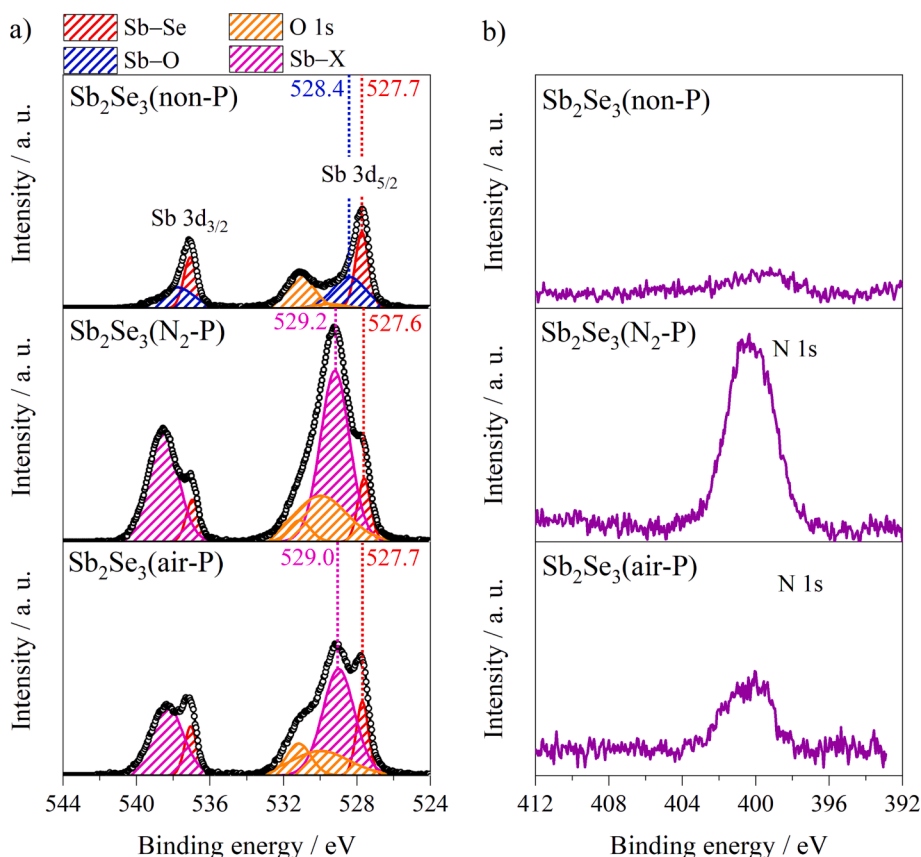 a)
Sb–Se
O 1s
Sb–O
Sb–X
Sb₂Se₃(non-P)
528.4
527.7
Sb 3d₅/₂
Sb 3d₃/₂
Intensity / a. u.
Sb₂Se₃(N₂-P)
529.2
527.6
Intensity / a. u.
Sb₂Se₃(air-P)
529.0
527.7
Intensity / a. u.
544 540 536 532 528 524
Binding energy / eV
b)
Sb₂Se₃(non-P)
Intensity / a. u.
Sb₂Se₃(N₂-P)
N 1s
Intensity / a. u.
Sb₂Se₃(air-P)
N 1s
Intensity / a. u.
412 408 404 400 396 392
Binding energy / eV